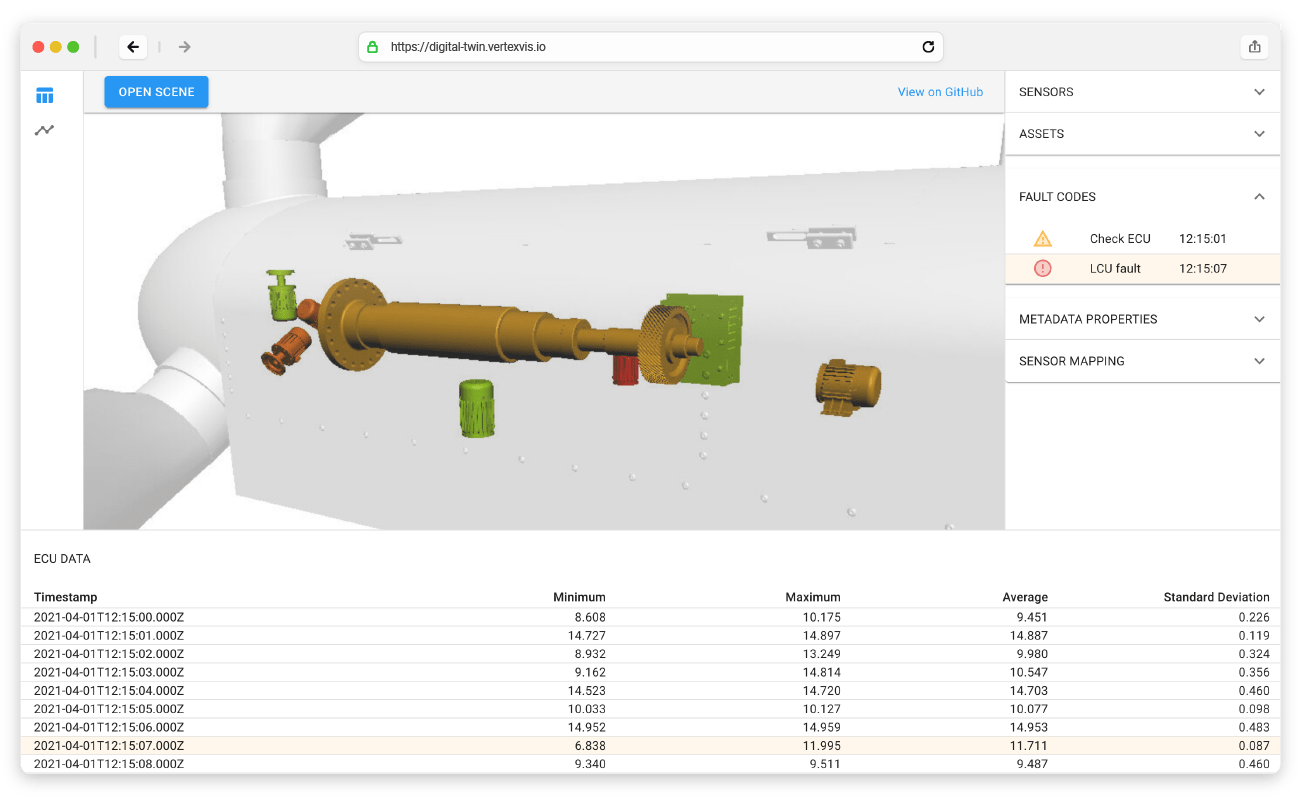 https://digital-twin.vertexvis.io
OPEN SCENE
View on GitHub
SENSORS
ASSETS
FAULT CODES
Check ECU 12:15:01
LCU fault 12:15:07
METADATA PROPERTIES
SENSOR MAPPING
ECU DATA
Timestamp Minimum Maximum Average Standard Deviation
2021-04-01T12:15:00.000Z 8.608 10.175 9.451 0.226
2021-04-01T12:15:01.000Z 14.727 14.897 14.887 0.119
2021-04-01T12:15:02.000Z 8.932 13.249 9.980 0.324
2021-04-01T12:15:03.000Z 9.162 14.814 10.547 0.356
2021-04-01T12:15:04.000Z 14.523 14.720 14.703 0.460
2021-04-01T12:15:05.000Z 10.033 10.127 10.077 0.098
2021-04-01T12:15:06.000Z 14.952 14.959 14.953 0.483
2021-04-01T12:15:07.000Z 6.838 11.995 11.711 0.087
2021-04-01T12:15:08.000Z 9.340 9.511 9.487 0.460